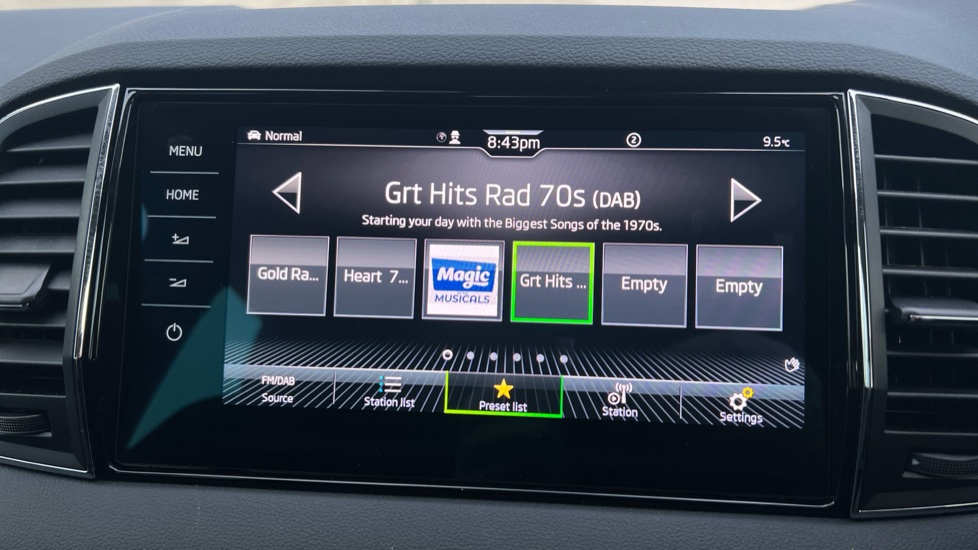 MENU
HOME
Normal
8:43pm
2
9.5°c
Grt Hits Rad 70s (DAB)
Starting your day with the Biggest Songs of the 1970s.
Gold Ra...
Heart 7...
Magic
MUSICALS
Grt Hits ...
Empty
Empty
FM/DAB
Source
Station list
Preset list
Station
Settings